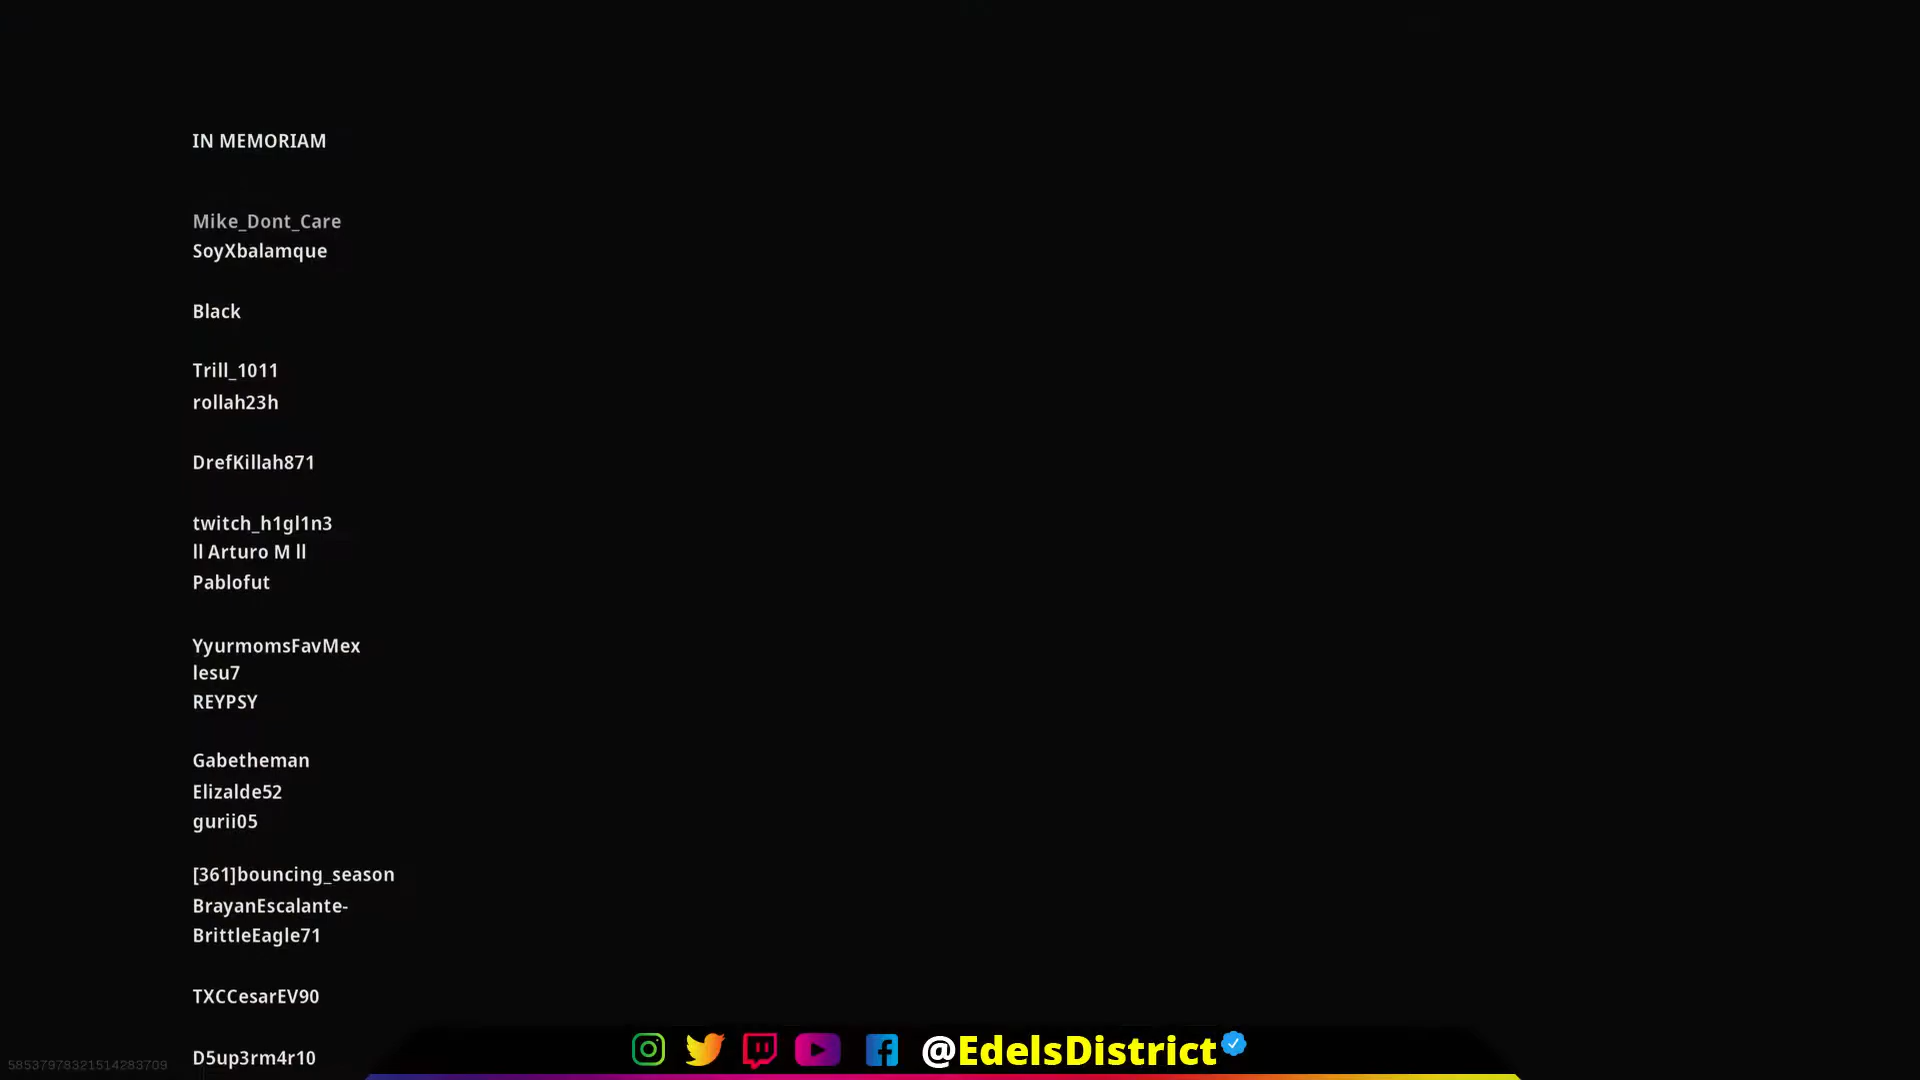 IN MEMORIAM
Mike_Dont_Care
SoyXbalamque
Black
Trill_1011
rollah23h
DrefKillah871
twitch_h1gl1n3
ll Arturo M ll
Pablofut
YyurmomsFavMex
lesu7
REYPSY
Gabetheman
Elizalde52
gurii05
[361]bouncing_season
BrayanEscalante-
BrittleEagle71
TXCCesarEV90
D5up3rm4r10
58537978321514283709
@EdelsDistrict